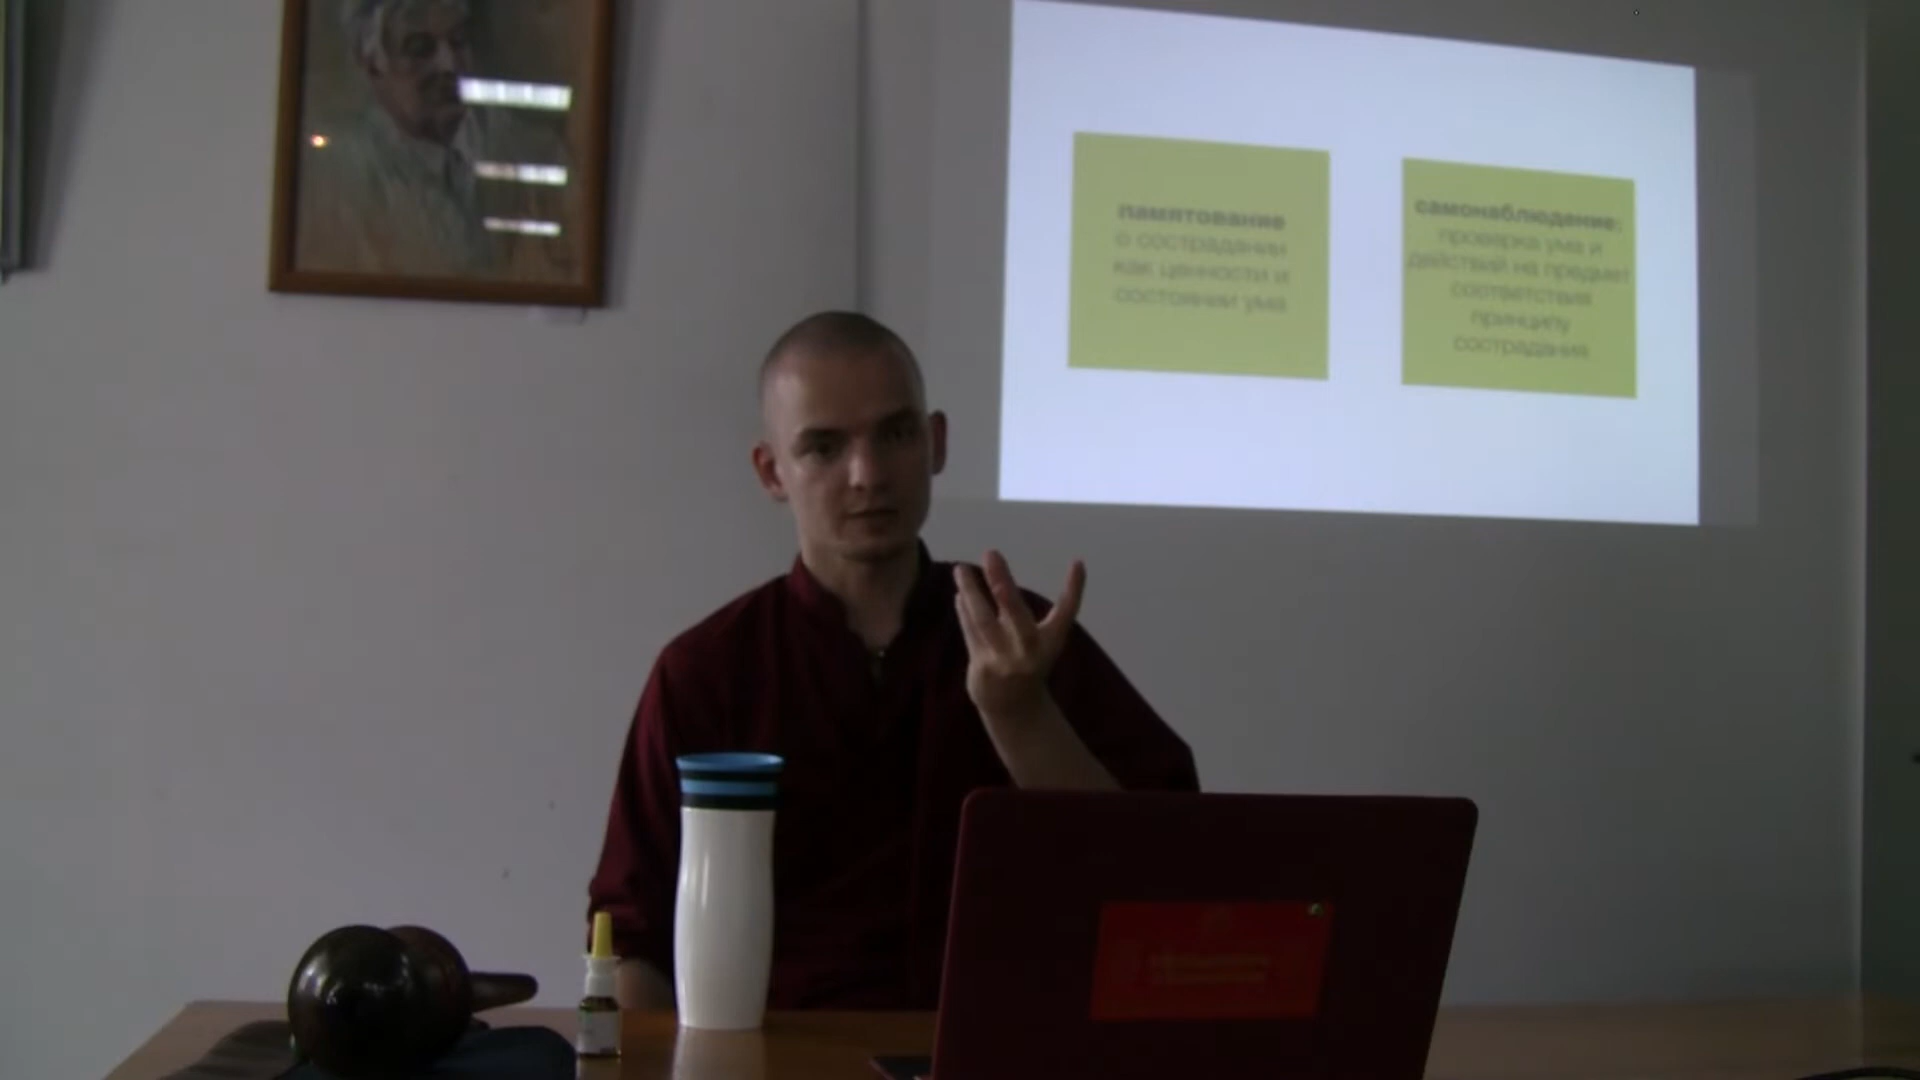 памятование
о сострадании
как ценности и
состоянии ума
самонаблюдение:
проверка ума и
действий на предмет
соответствия
принципу
сострадания